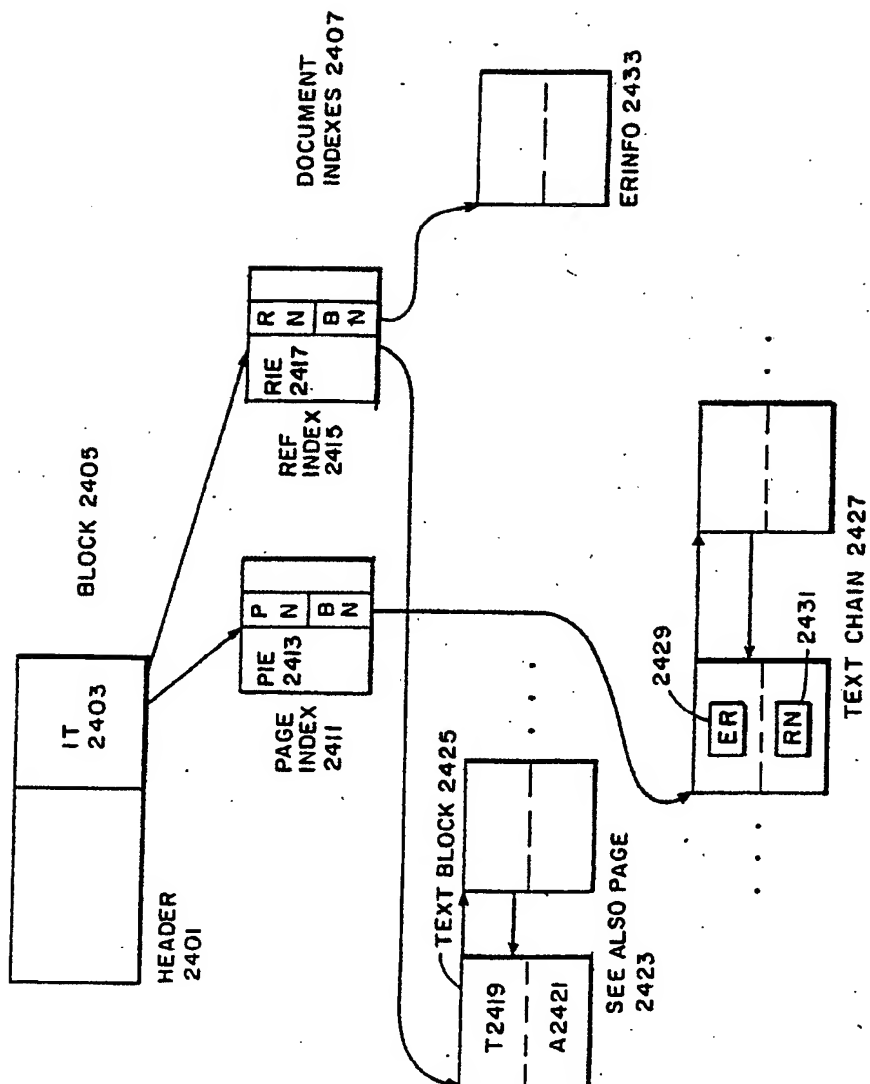 BLOCK 2405
IT
2403
HEADER
2401
DOCUMENT
INDEXES 2407
PIE
2413
P
N
B
N
PAGE
INDEX
2411
RIE
2417
R
N
B
N
REF
INDEX
2415
ERINFO 2433
TEXT BLOCK 2425
T2419
A2421
SEE ALSO PAGE
2423
2429
ER
2431
RN
TEXT CHAIN 2427